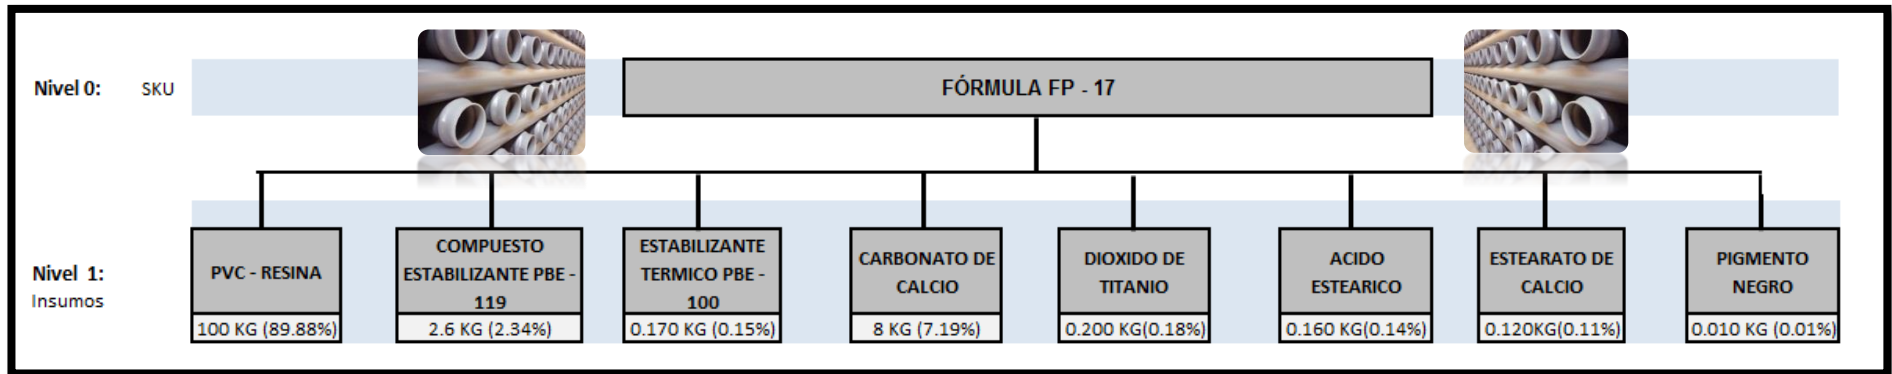 Nivel 0: SKU
FÓRMULA FP - 17
Nivel 1:
Insumos
PVC - RESINA
100 KG (89.88%)
COMPUESTO
ESTABILIZANTE PBE -
119
2.6 KG (2.34%)
ESTABILIZANTE
TERMICO PBE -
100
0.170 KG (0.15%)
CARBONATO DE
CALCIO
8 KG (7.19%)
DIOXIDO DE
TITANIO
0.200 KG(0.18%)
ACIDO
ESTEARICO
0.160 KG(0.14%)
ESTEARATO DE
CALCIO
0.120KG(0.11%)
PIGMENTO
NEGRO
0.010 KG (0.01%)